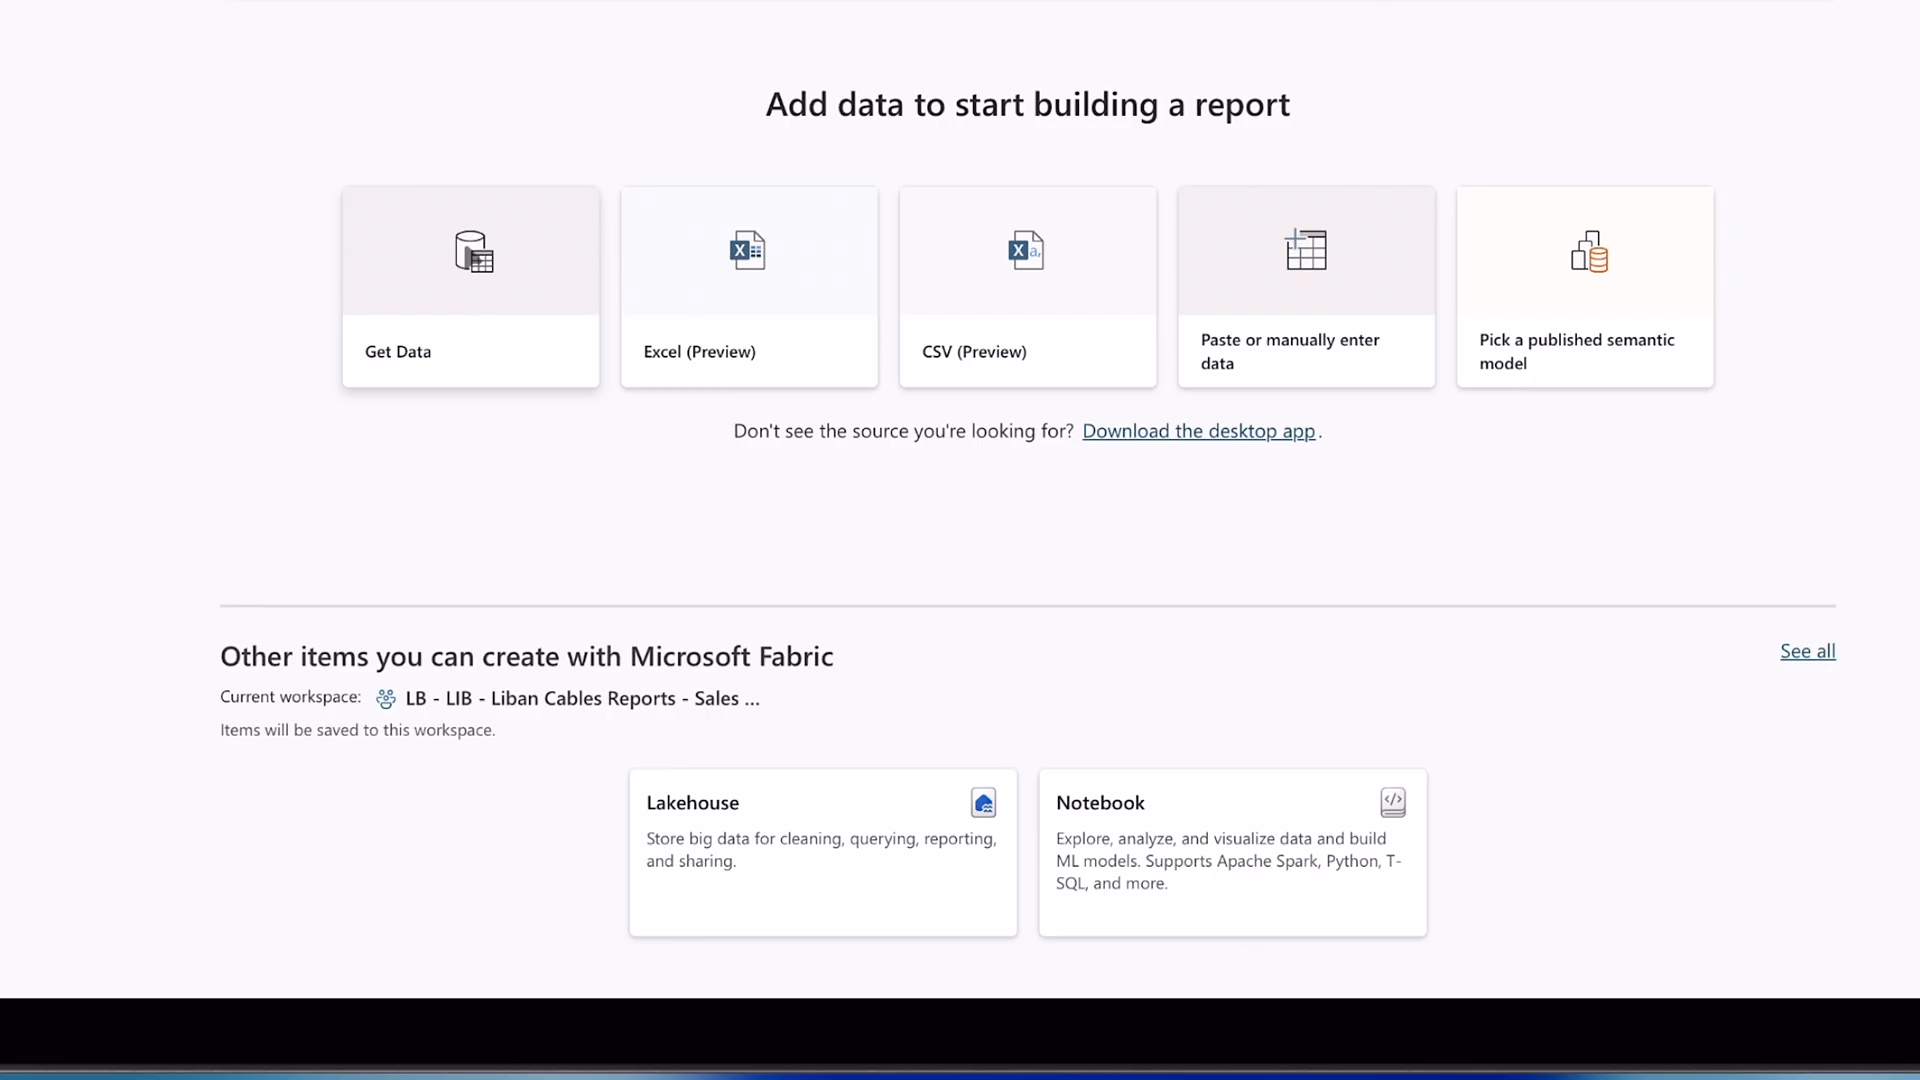 Add data to start building a report
Get Data
Excel (Preview)
CSV (Preview)
Paste or manually enter
data
Pick a published semantic
model
Don't see the source you're looking for? Download the desktop app.
Other items you can create with Microsoft Fabric
See all
Current workspace: LB - LIB - Liban Cables Reports - Sales ...
Items will be saved to this workspace.
Lakehouse
Store big data for cleaning, querying, reporting,
and sharing.
Notebook
Explore, analyze, and visualize data and build
ML models. Supports Apache Spark, Python, T-
SQL, and more.